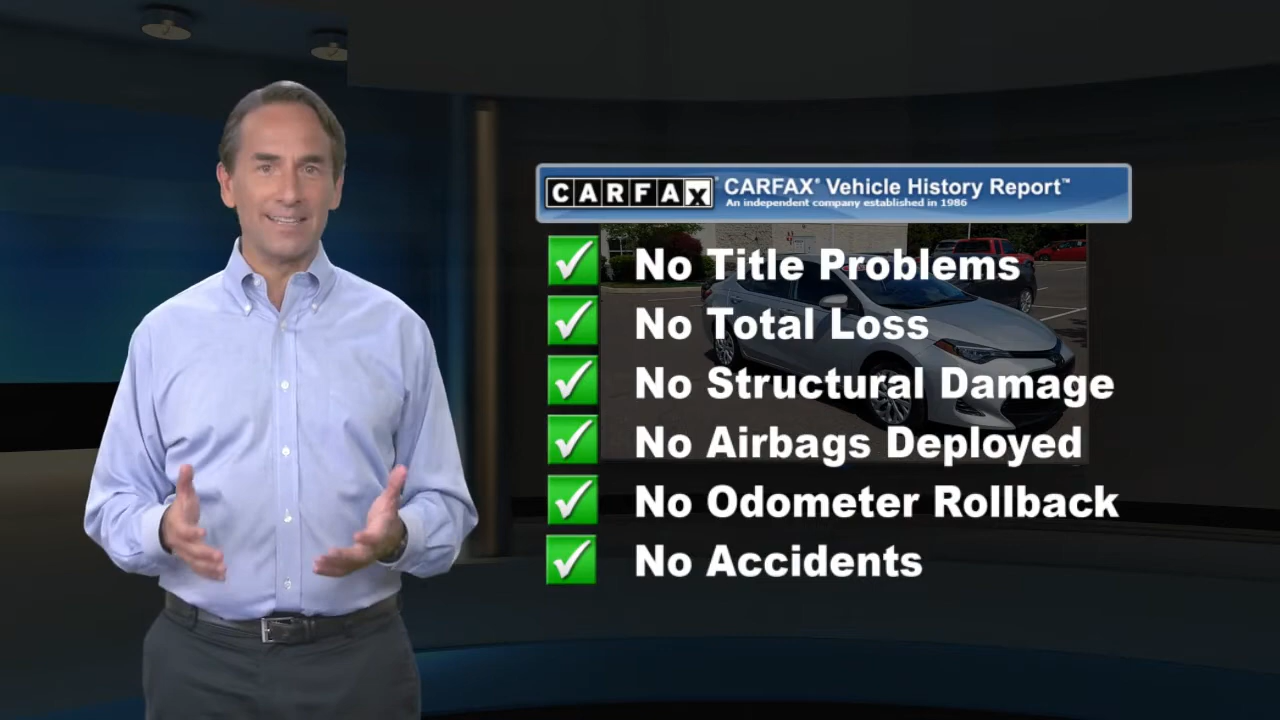 CARFAX® CARFAX® Vehicle History Report™
An independent company established in 1986
No Title Problems
No Total Loss
No Structural Damage
No Airbags Deployed
No Odometer Rollback
No Accidents